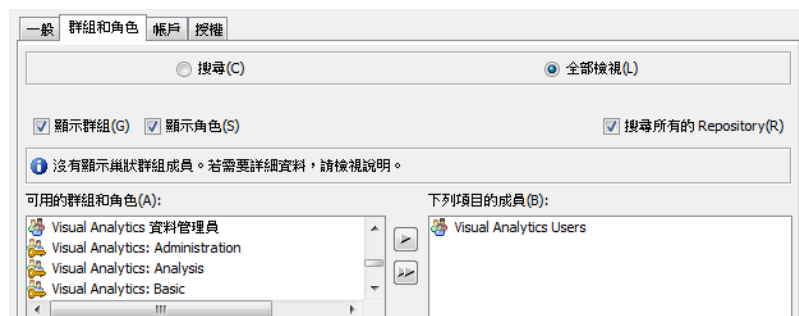 一般 群組和角色 帳戶 授權
搜尋(C) 全部檢視(L)
顯示群組(G) 顯示角色(S) 搜尋所有的 Repository(R)
沒有顯示巢狀群組成員。若需要詳細資料，請檢視說明。
可用的群組和角色(A): 下列項目的成員(B):
Visual Analytics 資料管理員 Visual Analytics Users
Visual Analytics: Administration
Visual Analytics: Analysis
Visual Analytics: Basic